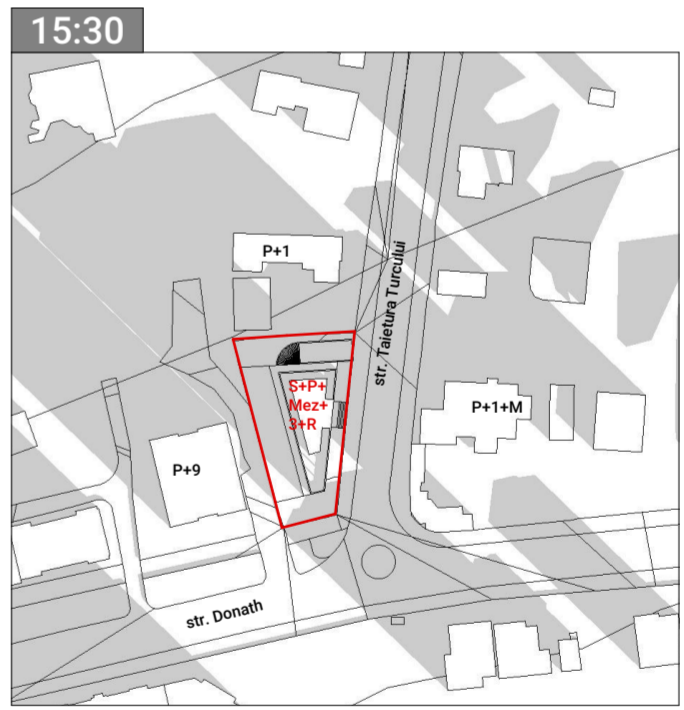 15:30
P+1
str. Taietura Turcului
S+P+
Mez+
3+R
P+1+M
P+9
str. Donath